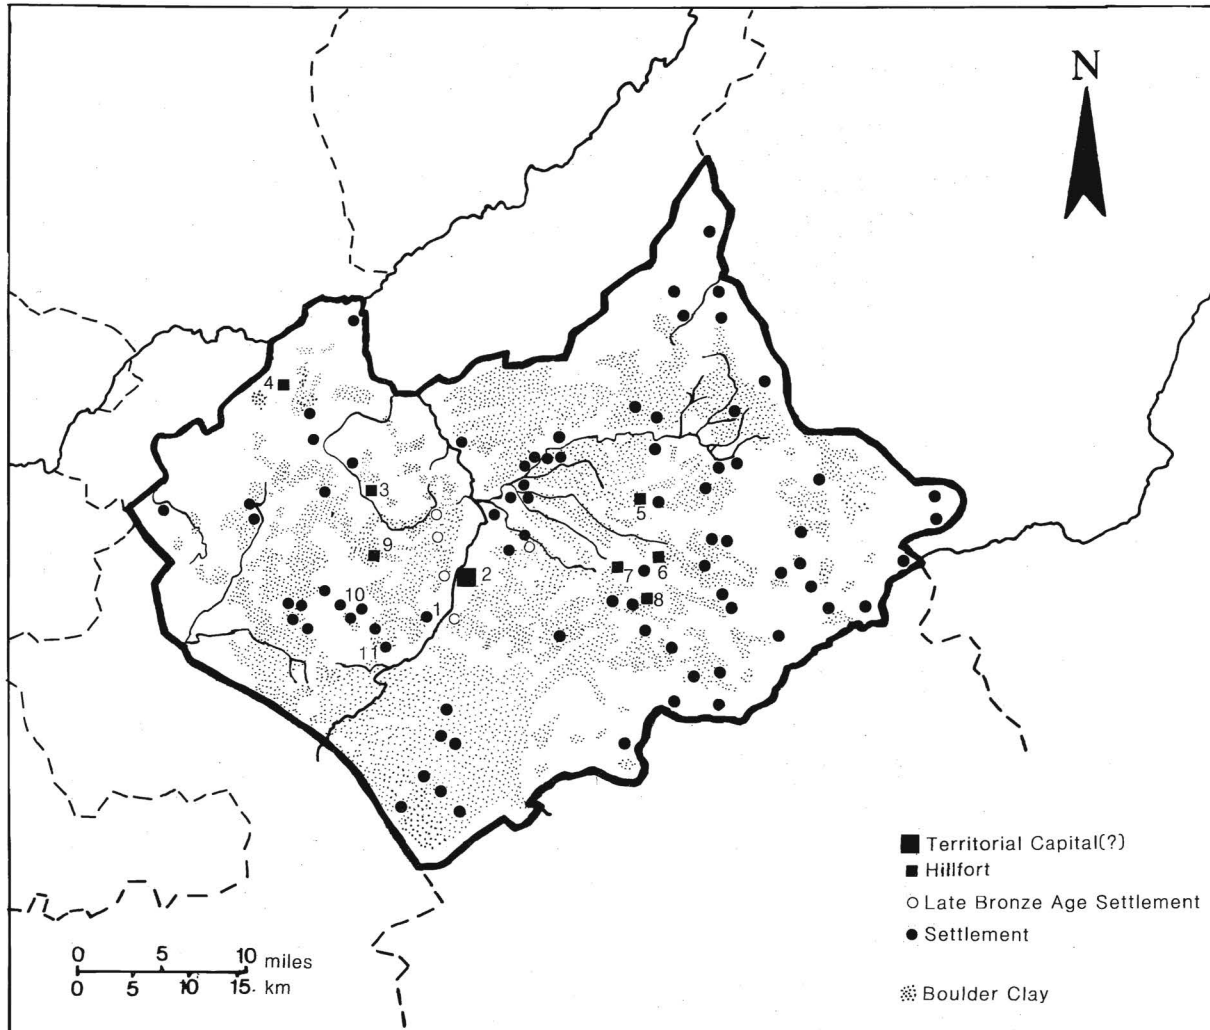 N
4
3
5
9
2
7
6
10
8
1
11
Territorial Capital(?)
Hillfort
Late Bronze Age Settlement
Settlement
Boulder Clay
0 5 10 miles
0 5 10 15. km